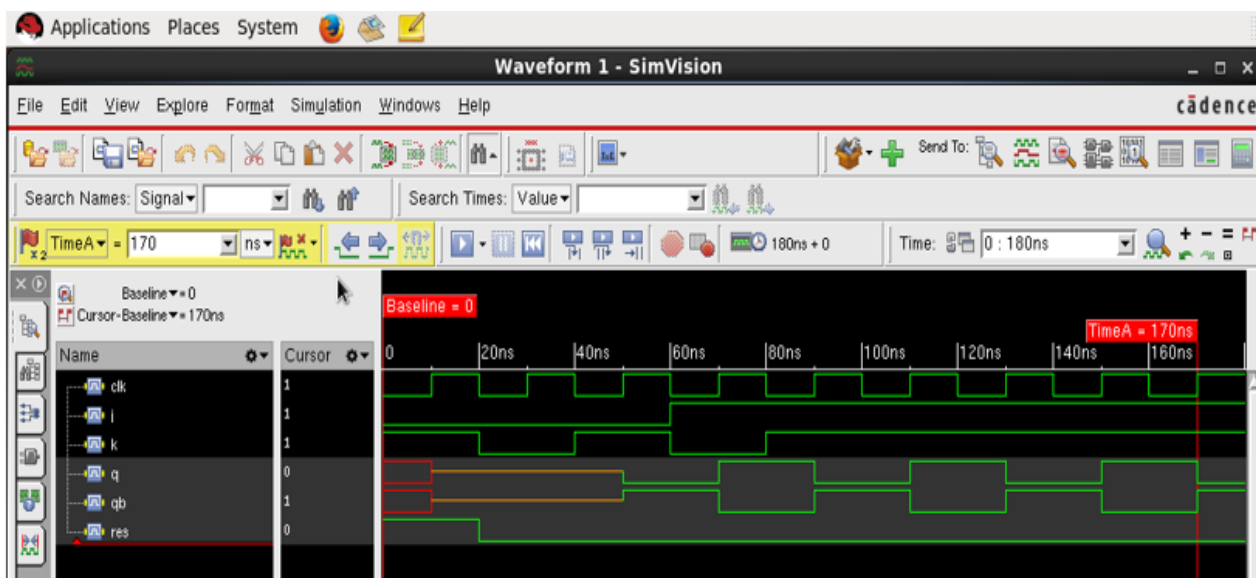 Applications Places System
Waveform 1 - SimVision
File Edit View Explore Format Simulation Windows Help
cādence
Send To:
Search Names: Signal
Search Times: Value
TimeA = 170 ns
180ns + 0
Time: 0 : 180ns
x2
Baseline = 0
Cursor-Baseline = 170ns
Baseline = 0
TimeA = 170ns
Name Cursor
0 20ns 40ns 60ns 80ns 100ns 120ns 140ns 160ns
clk 1
j 1
k 1
q 0
qb 1
res 0